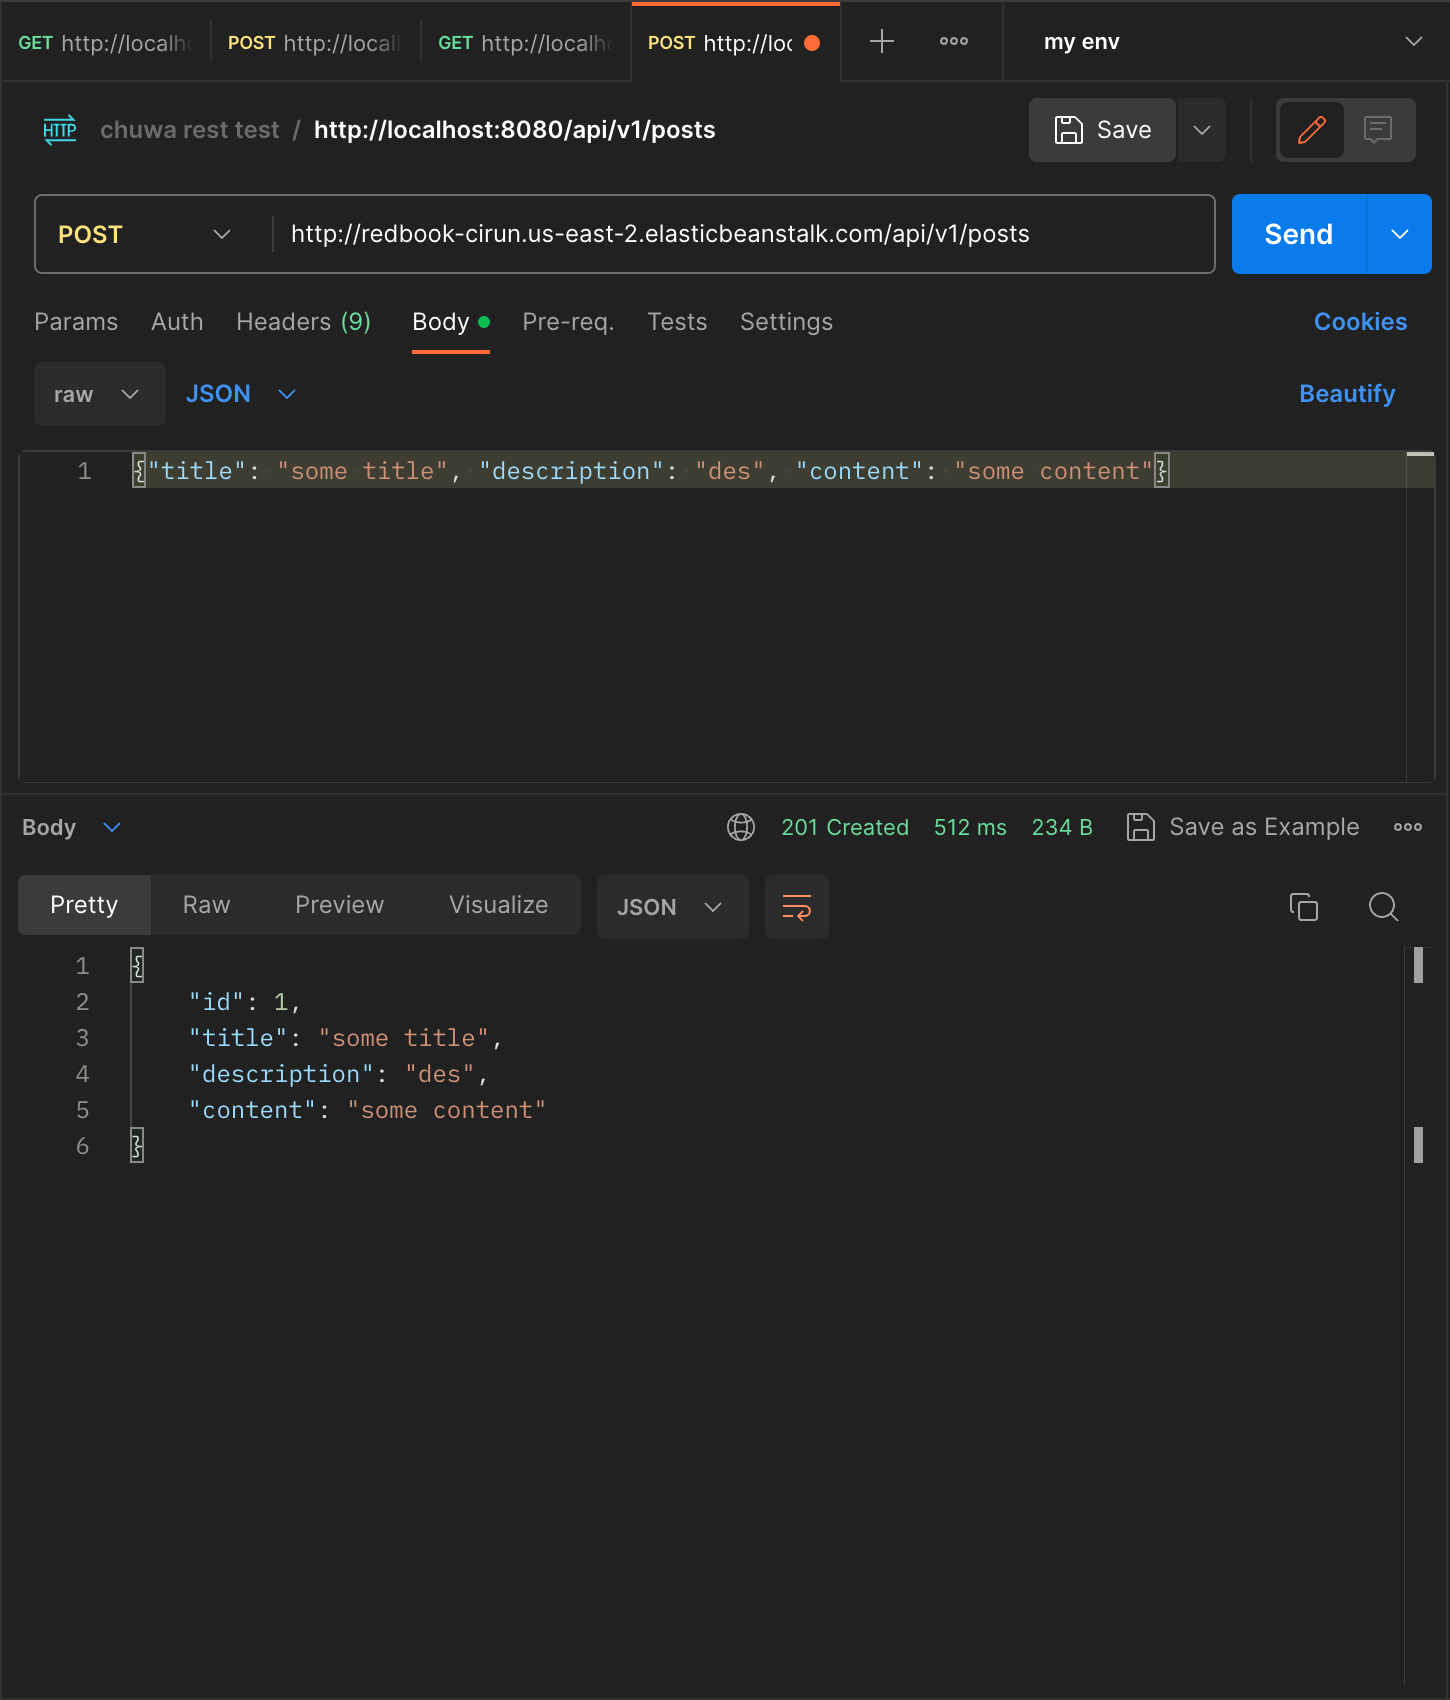 GET http://localh
POST http://local
GET http://localh
POST http://loc
my env
HTTP chuwa rest test / http://localhost:8080/api/v1/posts
Save
POST http://redbook-cirun.us-east-2.elasticbeanstalk.com/api/v1/posts Send
Params Auth Headers (9) Body Pre-req. Tests Settings Cookies
raw JSON Beautify
1 {"title": "some title", "description": "des", "content": "some content"}
Body 201 Created 512 ms 234 B Save as Example
Pretty Raw Preview Visualize JSON
1 {
2 "id": 1,
3 "title": "some title",
4 "description": "des",
5 "content": "some content"
6 }